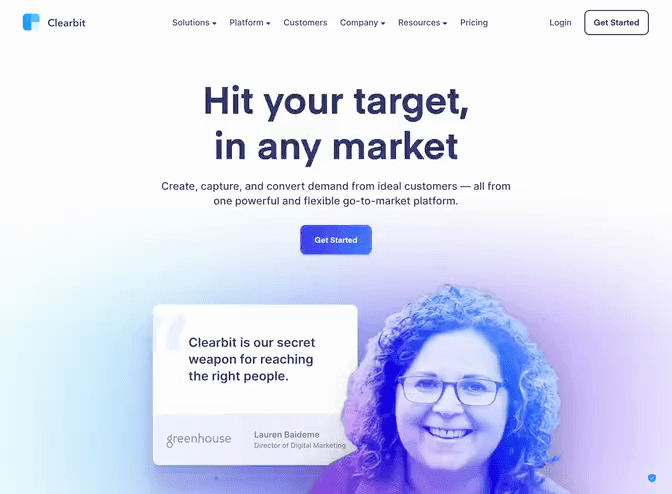 Clearbit
Solutions Platform Customers Company Resources Pricing
Login Get Started
Hit your target,
in any market
Create, capture, and convert demand from ideal customers — all from
one powerful and flexible go-to-market platform.
Get Started
“
Clearbit is our secret
weapon for reaching
the right people.
greenhouse
Lauren Baideme
Director of Digital Marketing